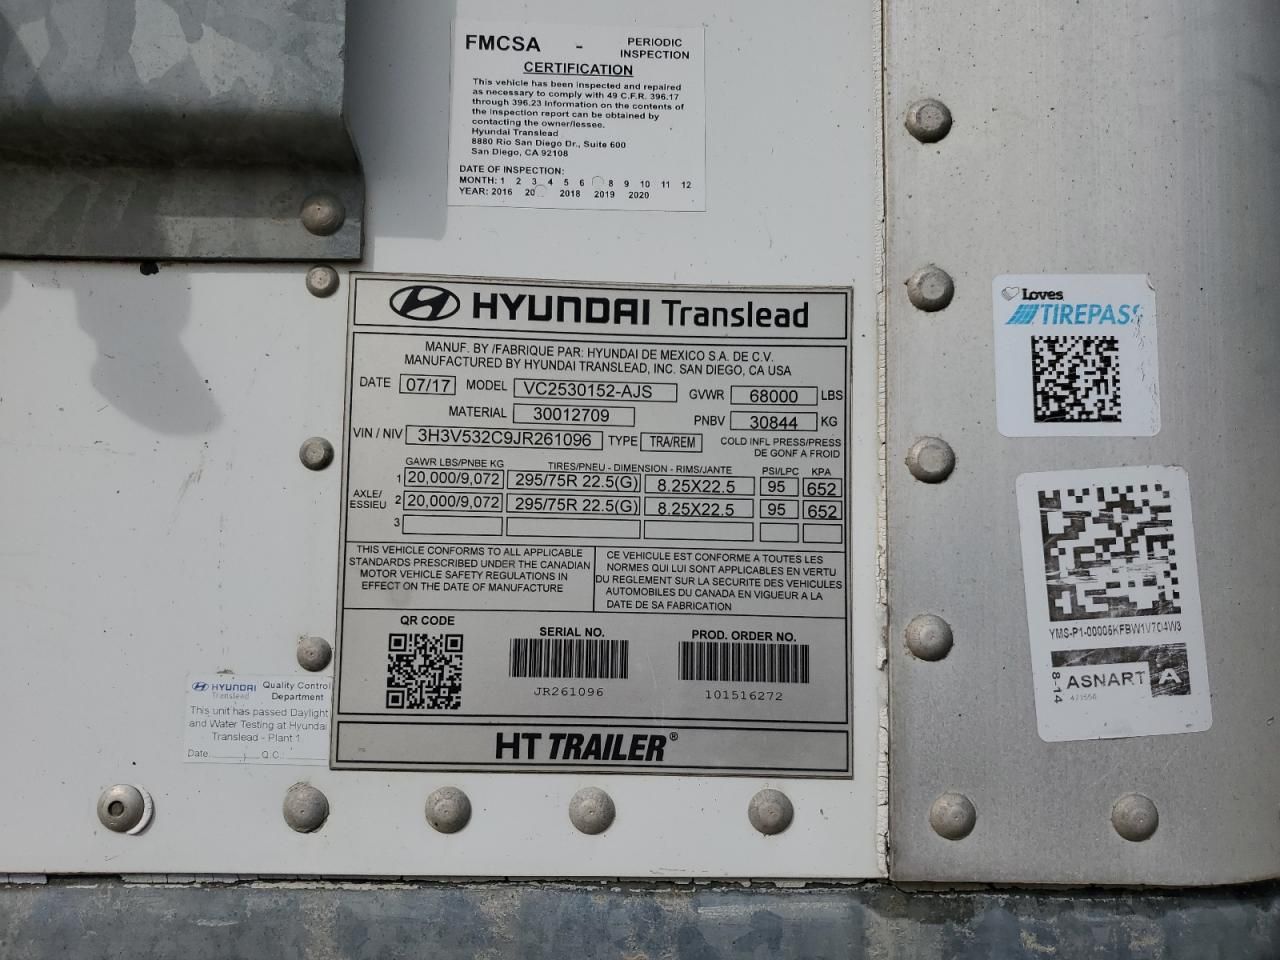 FMCSA - PERIODIC INSPECTION
CERTIFICATION
This vehicle has been inspected and repaired
as necessary to comply with 49 C.F.R. 396.17
through 396.23 Information on the contents of
the inspection report can be obtained by
contacting the owner/lessee.
Hyundai Translead
8880 Rio San Diego Dr., Suite 600
San Diego, CA 92108
DATE OF INSPECTION:
MONTH: 1 2 3 4 5 6 8 9 10 11 12
YEAR: 2016 20 2018 2019 2020
HYUNDAI Translead
MANUF. BY /FABRIQUE PAR: HYUNDAI DE MEXICO S.A. DE C.V.
MANUFACTURED BY HYUNDAI TRANSLEAD, INC. SAN DIEGO, CA USA
DATE 07/17 MODEL VC2530152-AJS GVWR 68000 LBS
MATERIAL 30012709 PNBV 30844 KG
VIN / NIV 3H3V532C9JR261096 TYPE TRA/REM COLD INFL PRESS/PRESS
DE GONF A FROID
GAWR LBS/PNBE KG TIRES/PNEU - DIMENSION - RIMS/JANTE PSI/LPC KPA
AXLE/
ESSIEU
1 20,000/9,072 295/75R 22.5(G) 8.25X22.5 95 652
2 20,000/9,072 295/75R 22.5(G) 8.25X22.5 95 652
3
THIS VEHICLE CONFORMS TO ALL APPLICABLE
STANDARDS PRESCRIBED UNDER THE CANADIAN
MOTOR VEHICLE SAFETY REGULATIONS IN
EFFECT ON THE DATE OF MANUFACTURE
CE VEHICULE EST CONFORME A TOUTES LES
NORMES QUI LUI SONT APPLICABLES EN VERTU
DU REGLEMENT SUR LA SECURITE DES VEHICULES
AUTOMOBILES DU CANADA EN VIGUEUR A LA
DATE DE SA FABRICATION
QR CODE SERIAL NO. PROD. ORDER NO.
JR261096 101516272
HT TRAILER®
HYUNDAI Translead Quality Control
Department
This unit has passed Daylight
and Water Testing at Hyundai
Translead - Plant 1
Date Q.C:
Loves
TIREPASS
YMS-P1-00006KFBW1V7O4W3
8-14
ASNART A
421556